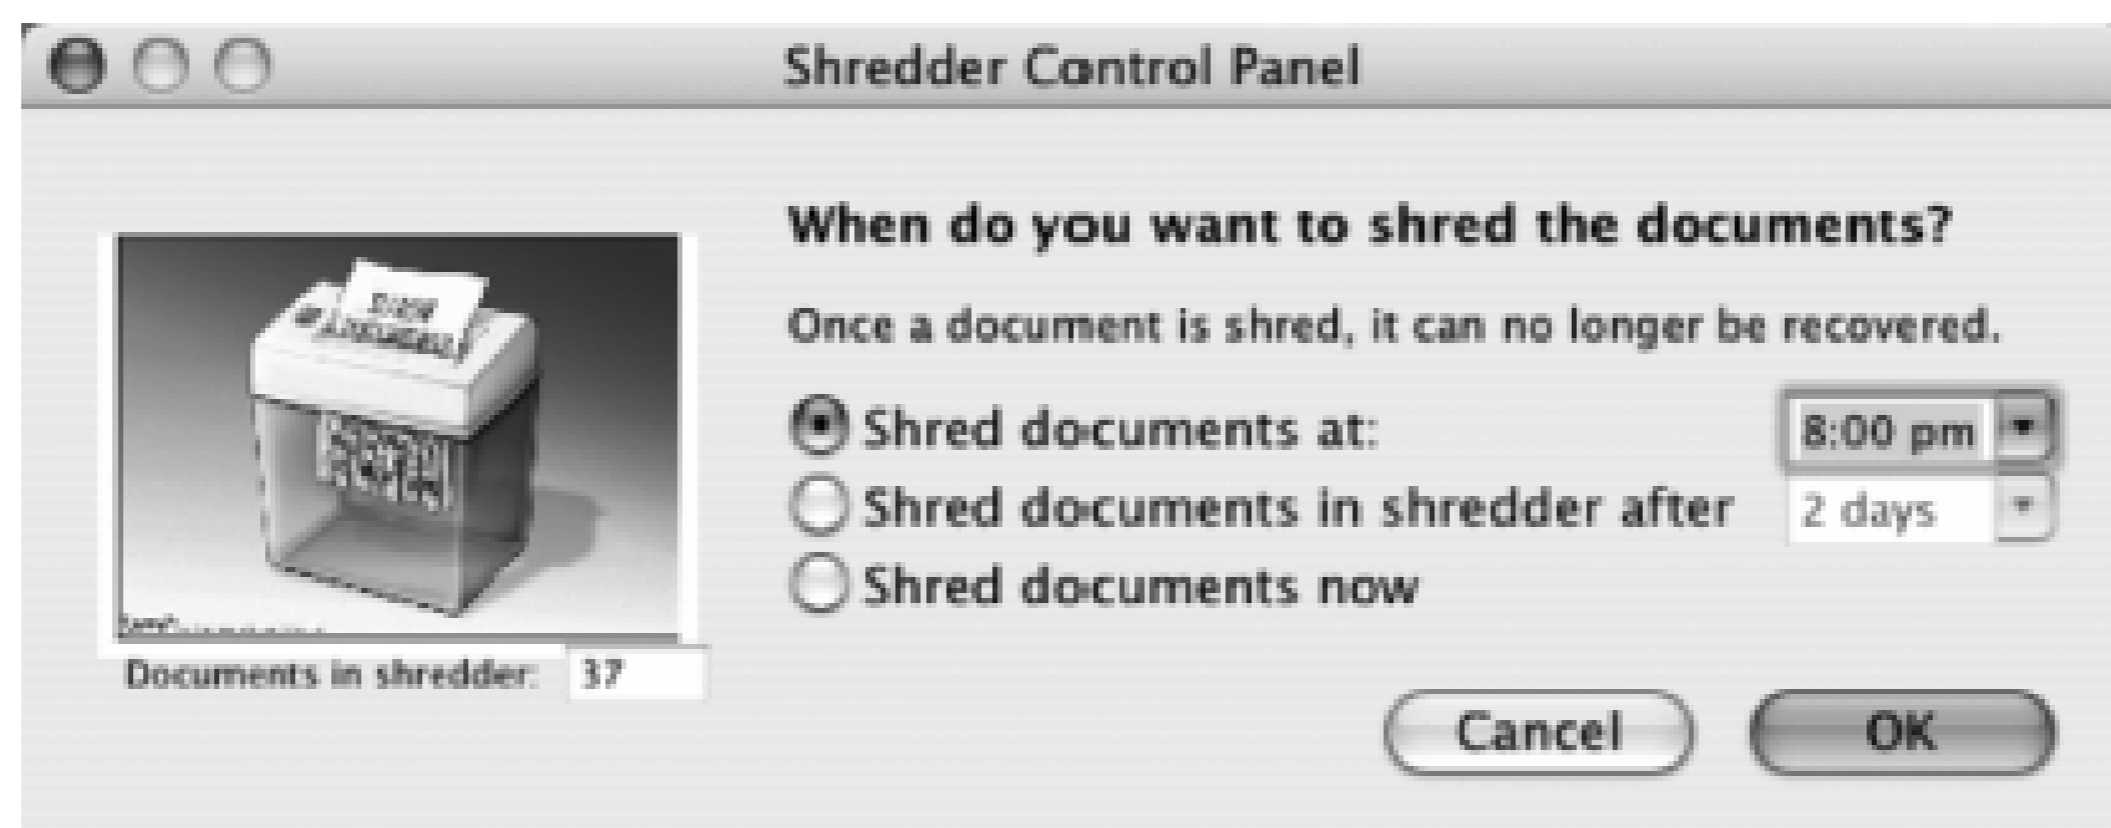 Shredder Control Panel
When do you want to shred the documents?
Once a document is shred, it can no longer be recovered.
Shred documents at: 8:00 pm
Shred documents in shredder after 2 days
Shred documents now
Documents in shredder: 37
Cancel OK